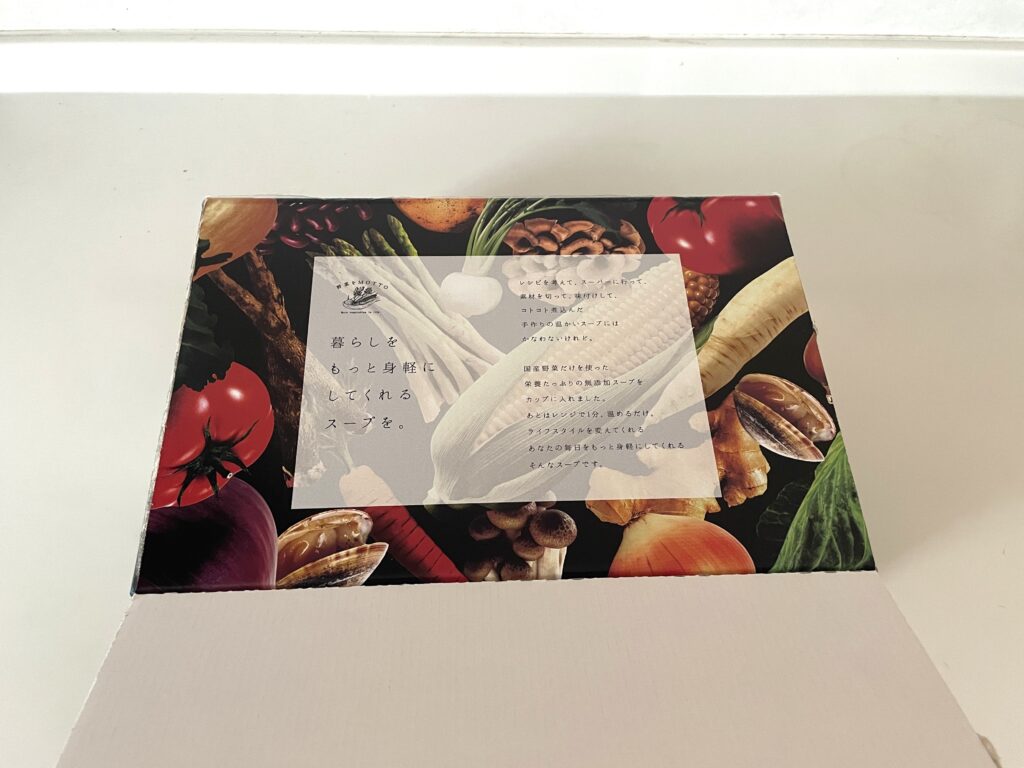 野菜をMOTTO
暮らしを
もっと身軽に
してくれる
スープを。
レシピを考えて、スーパーに行って、
素材を切って、味付けして、
コトコト煮込んだ
手作りの温かいスープには
かなわないけれど。
国産野菜だけを使った
栄養たっぷりの無添加スープを
カップに入れました。
あとはレンジで1分、温めるだけ。
ライフスタイルを変えてくれる
あなたの毎日をもっと身軽にしてくれる
そんなスープです。